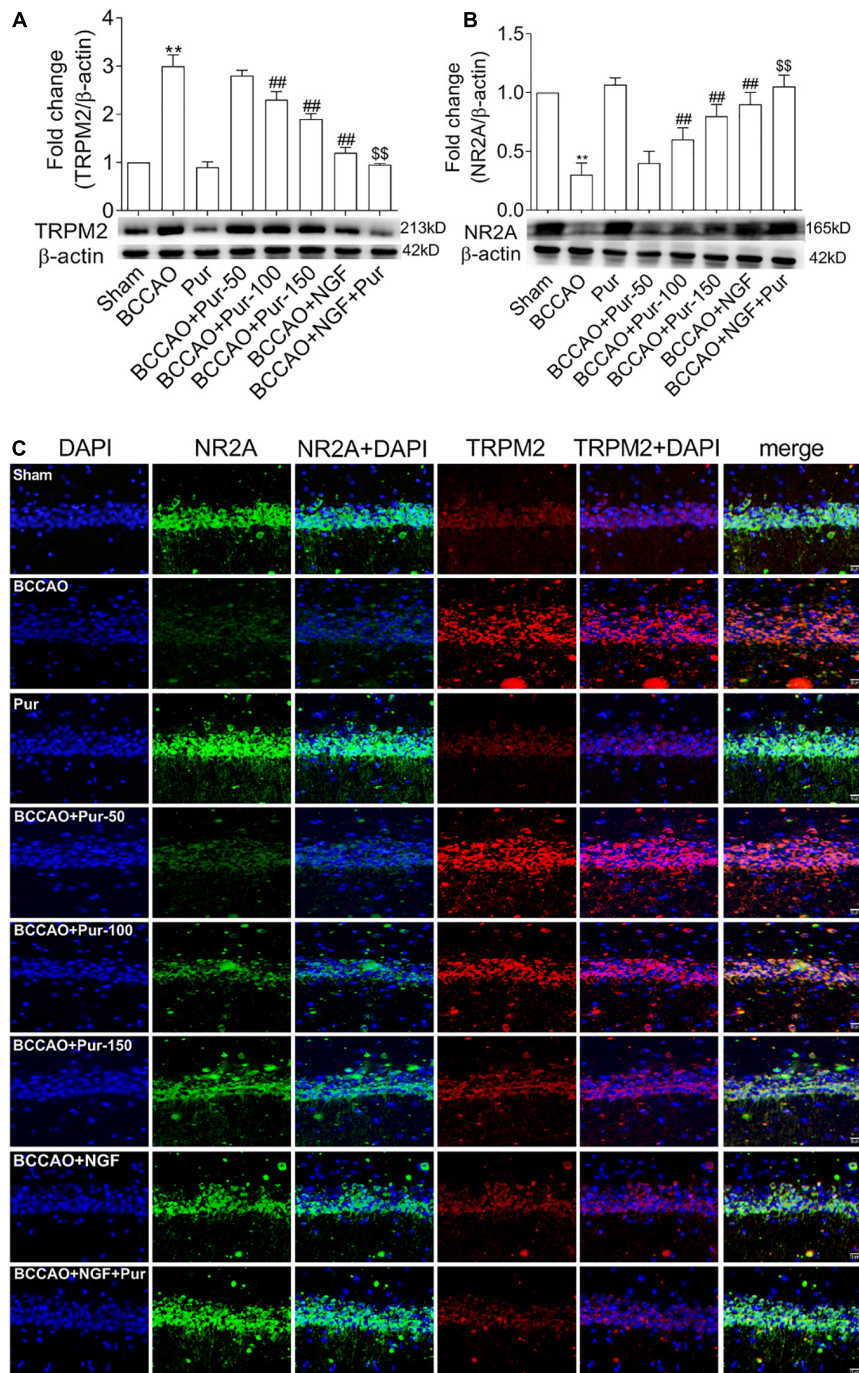 A
Fold change
(TRPM2/β-actin)
4
3
2
1
0
**
##
##
##
$$
TRPM2
213kD
β-actin
42kD
Sham
BCCAO
Pur
BCCAO+Pur-50
BCCAO+Pur-100
BCCAO+Pur-150
BCCAO+NGF
BCCAO+NGF+Pur
B
Fold change
(NR2A/β-actin)
1.5
1.0
0.5
0.0
**
##
##
##
$$
NR2A
165kD
β-actin
42kD
Sham
BCCAO
Pur
BCCAO+Pur-50
BCCAO+Pur-100
BCCAO+Pur-150
BCCAO+NGF
BCCAO+NGF+Pur
C
DAPI NR2A NR2A+DAPI TRPM2 TRPM2+DAPI merge
Sham
BCCAO
Pur
BCCAO+Pur-50
BCCAO+Pur-100
BCCAO+Pur-150
BCCAO+NGF
BCCAO+NGF+Pur